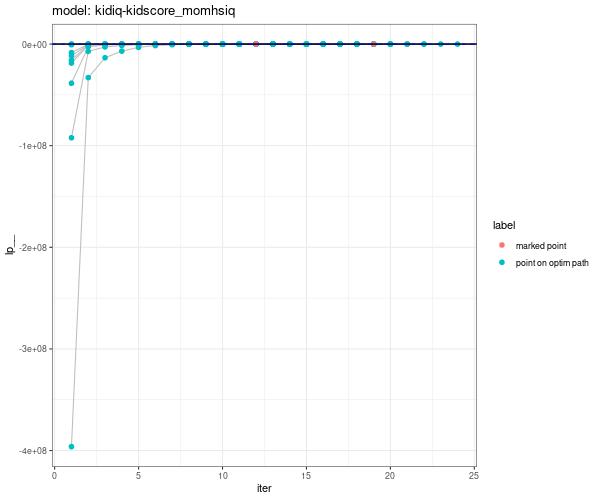 model: kidiq-kidscore_momhsiq
0e+00
-1e+08
-2e+08
-3e+08
-4e+08
lp__
0
5
10
15
20
25
iter
label
marked point
point on optim path